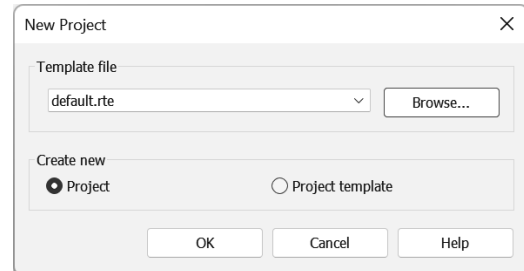 New Project
Template file
default.rte
Browse...
Create new
Project
Project template
OK
Cancel
Help